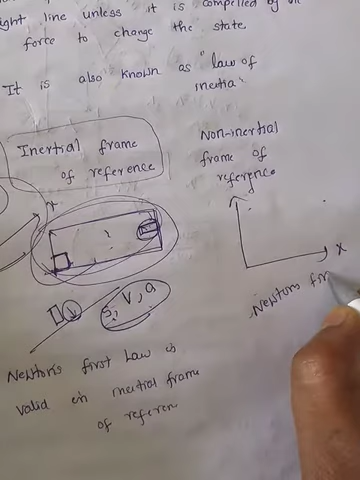 ight line unless it is compelled by
force to change the state
It is also known as "law of
inertia".
Inertial frame
of reference
Non-inertial
frame of
reference
X
S, V, a
Newton's first Law is
valid in inertial frame
of referen
Newtons fir